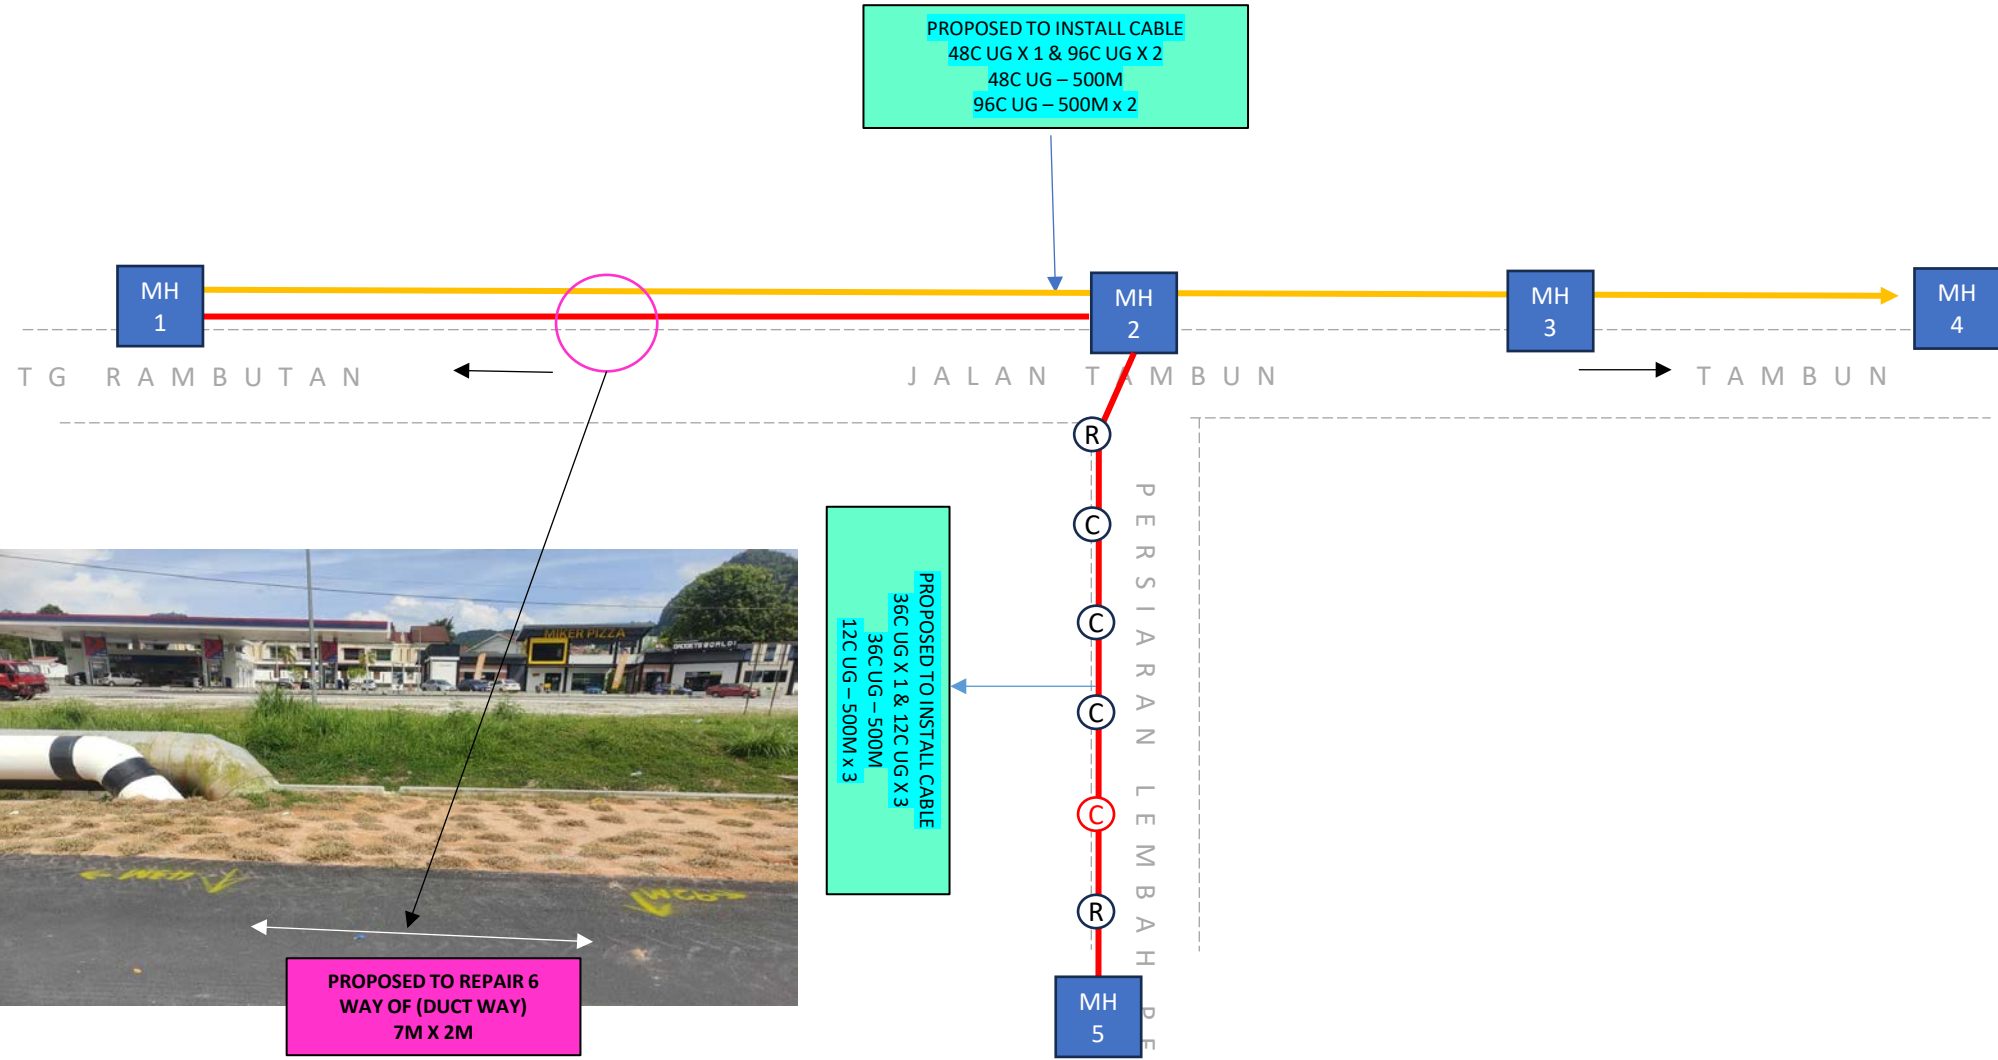 PROPOSED TO INSTALL CABLE
48C UG X 1 & 96C UG X 2
48C UG – 500M
96C UG – 500M x 2
MH
1
MH
2
MH
3
MH
4
TG RAMBUTAN
JALAN TAMBUN
TAMBUN
R
C
C
C
C
R
PERSIARAN LEMBAH PE
PROPOSED TO INSTALL CABLE
36C UG X 1 & 12C UG X 3
36C UG – 500M
12C UG – 500M x 3
MIKER PIZZA
PROPOSED TO REPAIR 6
WAY OF (DUCT WAY)
7M X 2M
MH
5